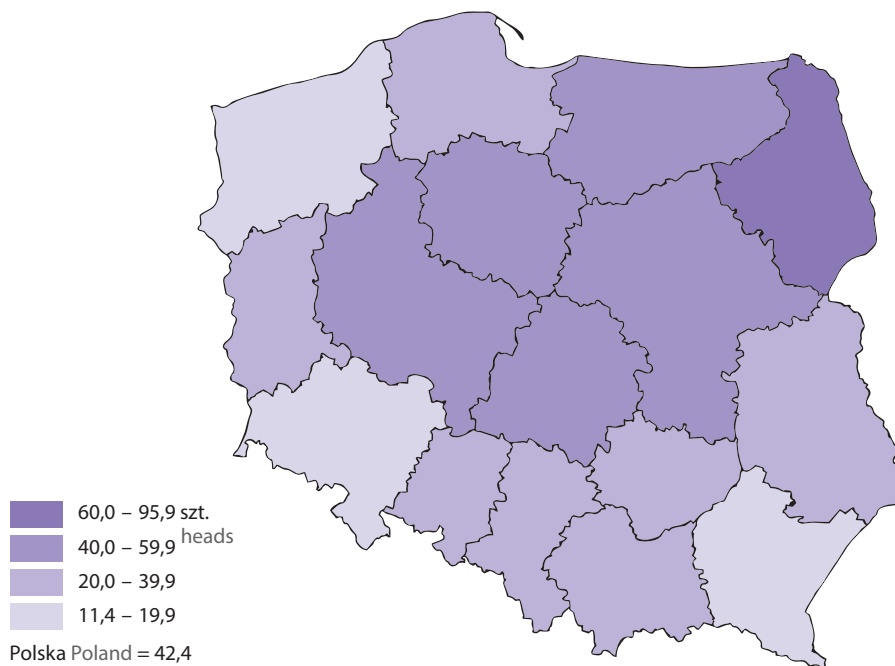 60,0 – 95,9 szt.
heads
40,0 – 59,9
20,0 – 39,9
11,4 – 19,9
Polska Poland = 42,4